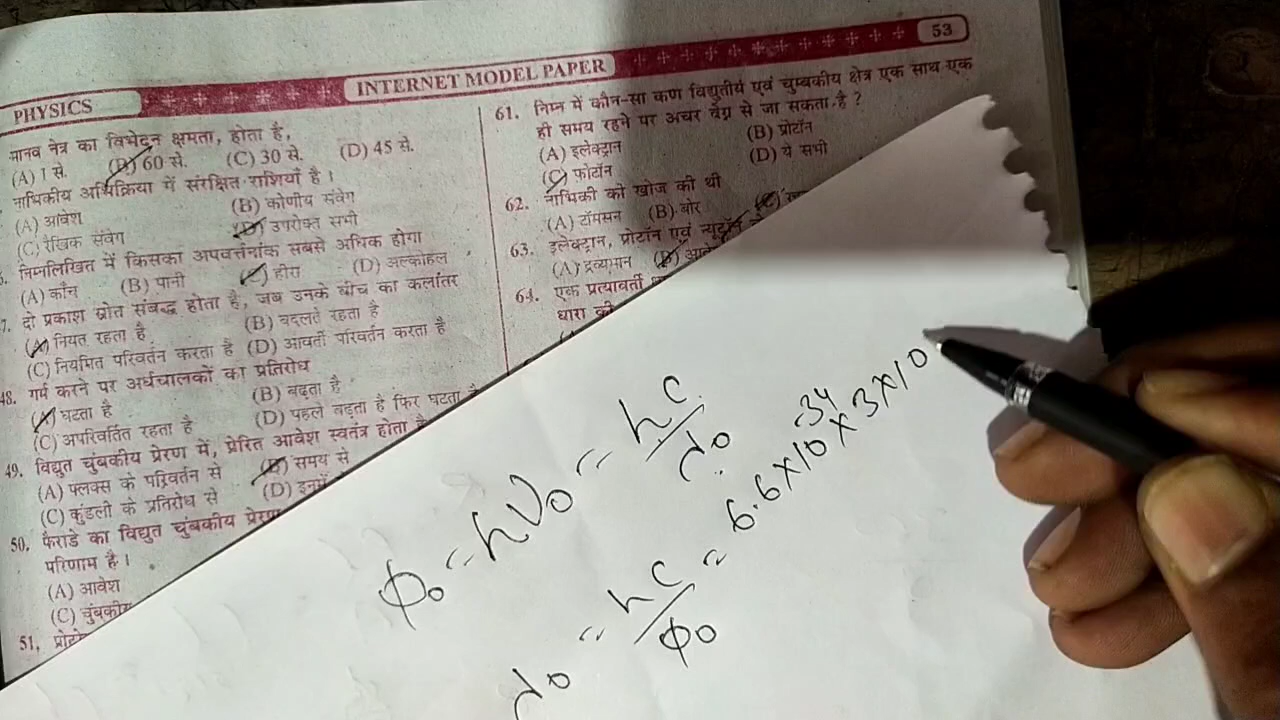 53
INTERNET MODEL PAPER
PHYSICS
मानव नेत्र का विभेदन क्षमता, होता है,
(A) 1 से. (B) 60 से. (C) 30 से. (D) 45 से.
नाभिकीय अभिक्रिया में संरक्षित राशियाँ है ।
(A) आवेश (B) कोणीय संवेग
(C) रैखिक संवेग (D) उपरोक्त सभी
निम्नलिखित में किसका अपवर्त्तनांक सबसे अधिक होगा
(A) काँच (B) पानी (C) हीरा (D) अल्कोहल
7. दो प्रकाश स्रोत संबद्ध होता है, जब उनके बीच का कलांतर
(A) नियत रहता है (B) बदलते रहता है
(C) नियमित परिवर्तन करता है (D) आवर्ती परिवर्तन करता है
48. गर्म करने पर अर्धचालकों का प्रतिरोध
(A) घटता है (B) बढ़ता है
(C) अपरिवर्तित रहता है (D) पहले बढ़ता है फिर घटता
49. विद्युत चुंबकीय प्रेरण में, प्रेरित आवेश स्वतंत्र होता है
(A) फ्लक्स के परिवर्तन से (B) समय से
(C) कुंडली के प्रतिरोध से (D)
50. फैराडे का विद्युत चुंबकीय प्रेरण
परिणाम है ।
(A) आवेश
(C) चुंबकीय
51,
61. निम्न में कौन-सा कण विद्युतीय एवं चुम्बकीय क्षेत्र एक साथ एक
ही समय रहने पर अचर वेग से जा सकता है ?
(A) इलेक्ट्रान (B) प्रोटॉन
(C) फोटॉन (D) ये सभी
62. नाभिकी को खोज की थी
(A) टॉमसन (B) बोर (C)
63. इलेक्ट्रान, प्रोटॉन एवं न्यूट्रॉन
(A) द्रव्यमान (B)
64. एक प्रत्यावर्ती
धारा की
ϕ₀ = hν₀ = hc/λ₀
λ₀ = hc/ϕ₀ = 6.6×10⁻³⁴×3×10